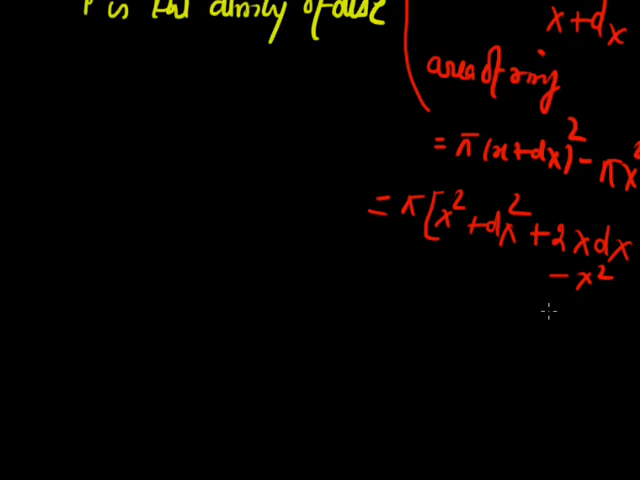 ρ is the density of disc
x+dx
area of ring
= π(x+dx)² - πx²
= π[x² + dx² + 2xdx
- x²